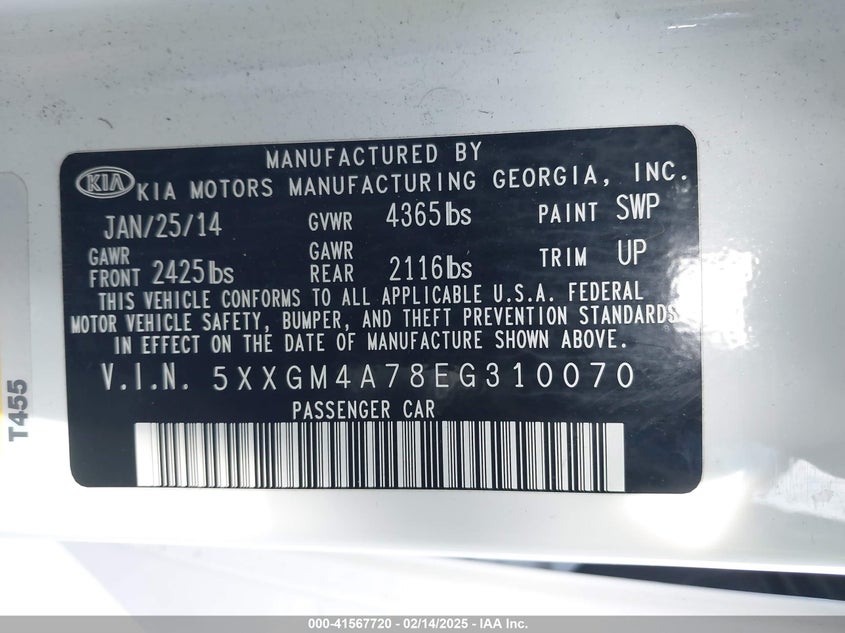 MANUFACTURED BY
KIA KIA MOTORS MANUFACTURING GEORGIA, INC.
JAN/25/14 GVWR 4365lbs PAINT SWP
GAWR FRONT 2425lbs GAWR REAR 2116lbs TRIM UP
THIS VEHICLE CONFORMS TO ALL APPLICABLE U.S.A. FEDERAL
MOTOR VEHICLE SAFETY, BUMPER, AND THEFT PREVENTION STANDARDS
IN EFFECT ON THE DATE OF MANUFACTURE SHOWN ABOVE.
V.I.N. 5XXGM4A78EG310070
PASSENGER CAR
T455
000-41567720 - 02/14/2025 - IAA Inc.